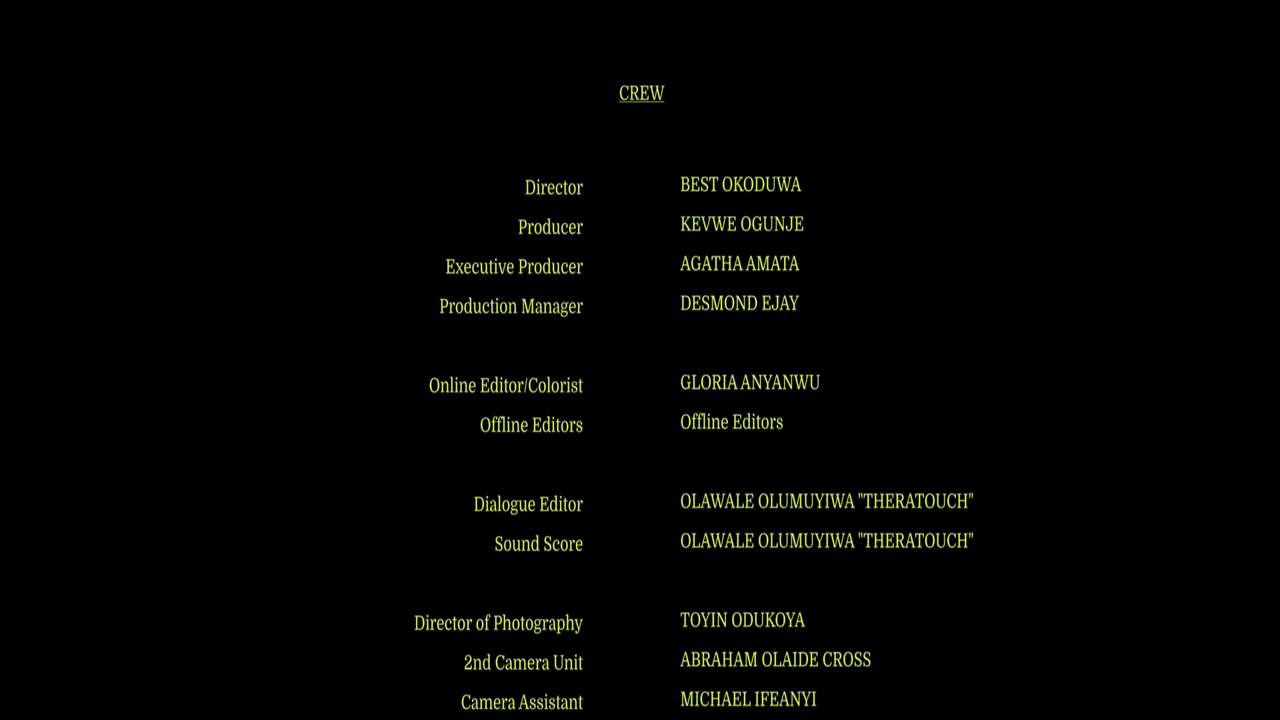 CREW
Director BEST OKODUWA
Producer KEVWE OGUNJE
Executive Producer AGATHA AMATA
Production Manager DESMOND EJAY
Online Editor/Colorist GLORIA ANYANWU
Offline Editors Offline Editors
Dialogue Editor OLAWALE OLUMUYIWA "THERATOUCH"
Sound Score OLAWALE OLUMUYIWA "THERATOUCH"
Director of Photography TOYIN ODUKOYA
2nd Camera Unit ABRAHAM OLAIDE CROSS
Camera Assistant MICHAEL IFEANYI